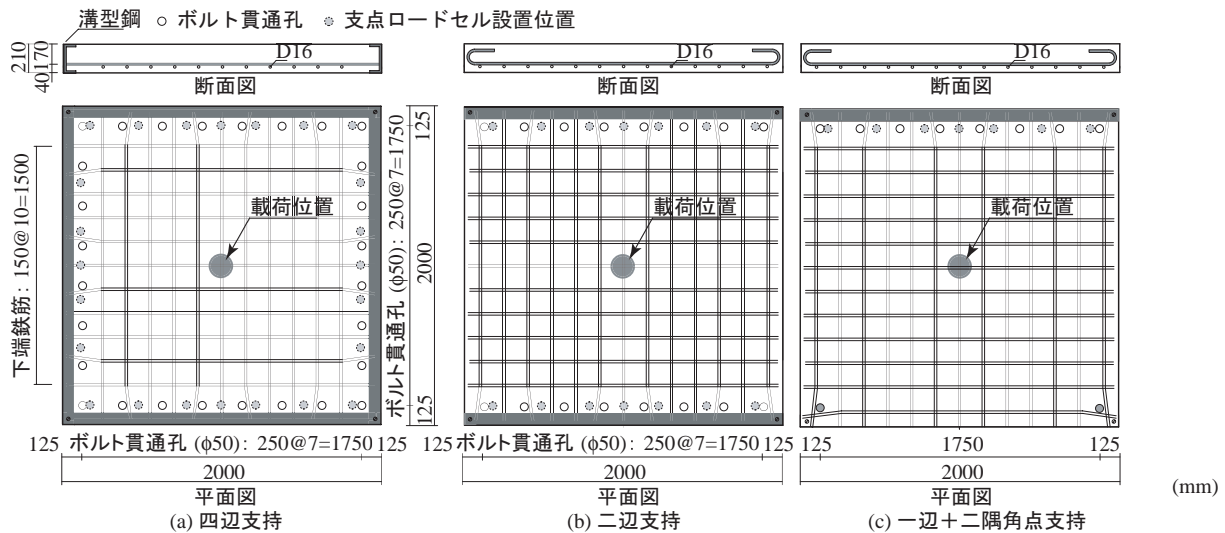 溝型鋼 ○ ボルト貫通孔 支点ロードセル設置位置
210
170
40
D16
断面図
D16
断面図
D16
断面図
下端鉄筋：150@10=1500
載荷位置
125
ボルト貫通孔 (φ50)：250@7=1750
2000
125
載荷位置
載荷位置
125 ボルト貫通孔 (φ50)：250@7=1750 125
2000
平面図
(a) 四辺支持
ボルト貫通孔 (φ50)：250@7=1750 125
2000
平面図
(b) 二辺支持
125 1750 125
2000
平面図
(c) 一辺＋二隅角点支持
(mm)